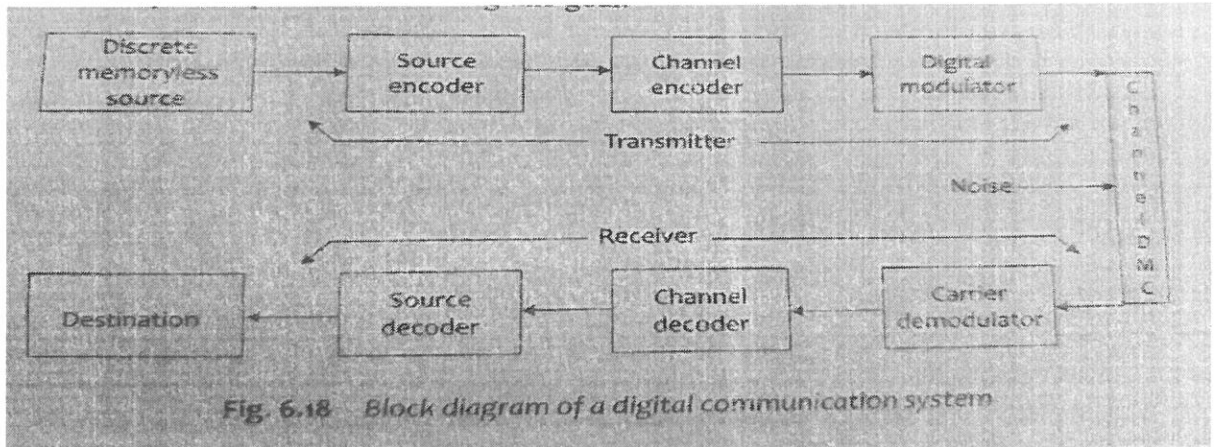 Discrete
memoryless
source
Source
encoder
Channel
encoder
Digital
modulator
Transmitter
Channel DMC
Noise
Receiver
Destination
Source
decoder
Channel
decoder
Carrier
demodulator
Fig. 6.18 Block diagram of a digital communication system